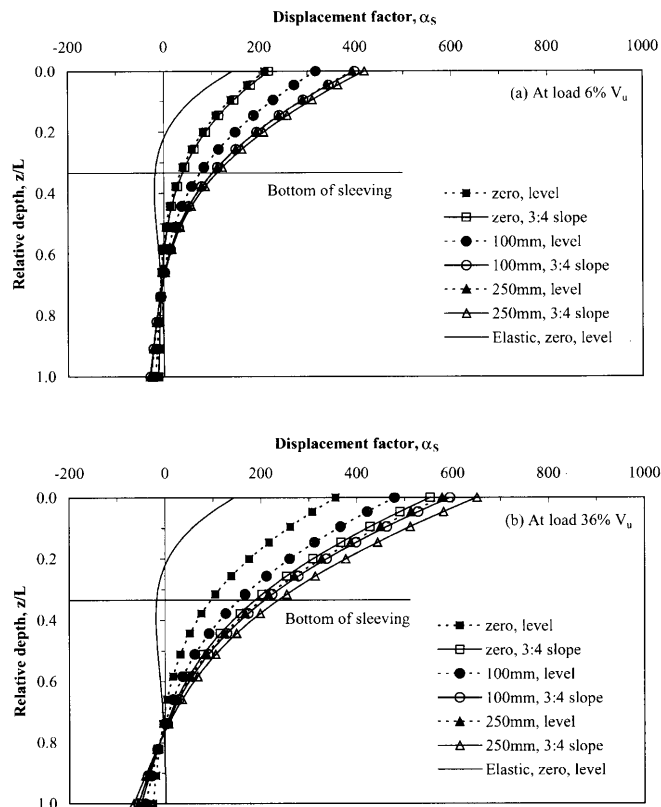 Displacement factor, αS
-200 0 200 400 600 800 1000
0.0
0.2
0.4
0.6
0.8
1.0
Relative depth, z/L
(a) At load 6% Vu
Bottom of sleeving
zero, level
zero, 3:4 slope
100mm, level
100mm, 3:4 slope
250mm, level
250mm, 3:4 slope
Elastic, zero, level
Displacement factor, αS
-200 0 200 400 600 800 1000
0.0
0.2
0.4
0.6
0.8
1.0
Relative depth, z/L
(b) At load 36% Vu
Bottom of sleeving
zero, level
zero, 3:4 slope
100mm, level
100mm, 3:4 slope
250mm, level
250mm, 3:4 slope
Elastic, zero, level